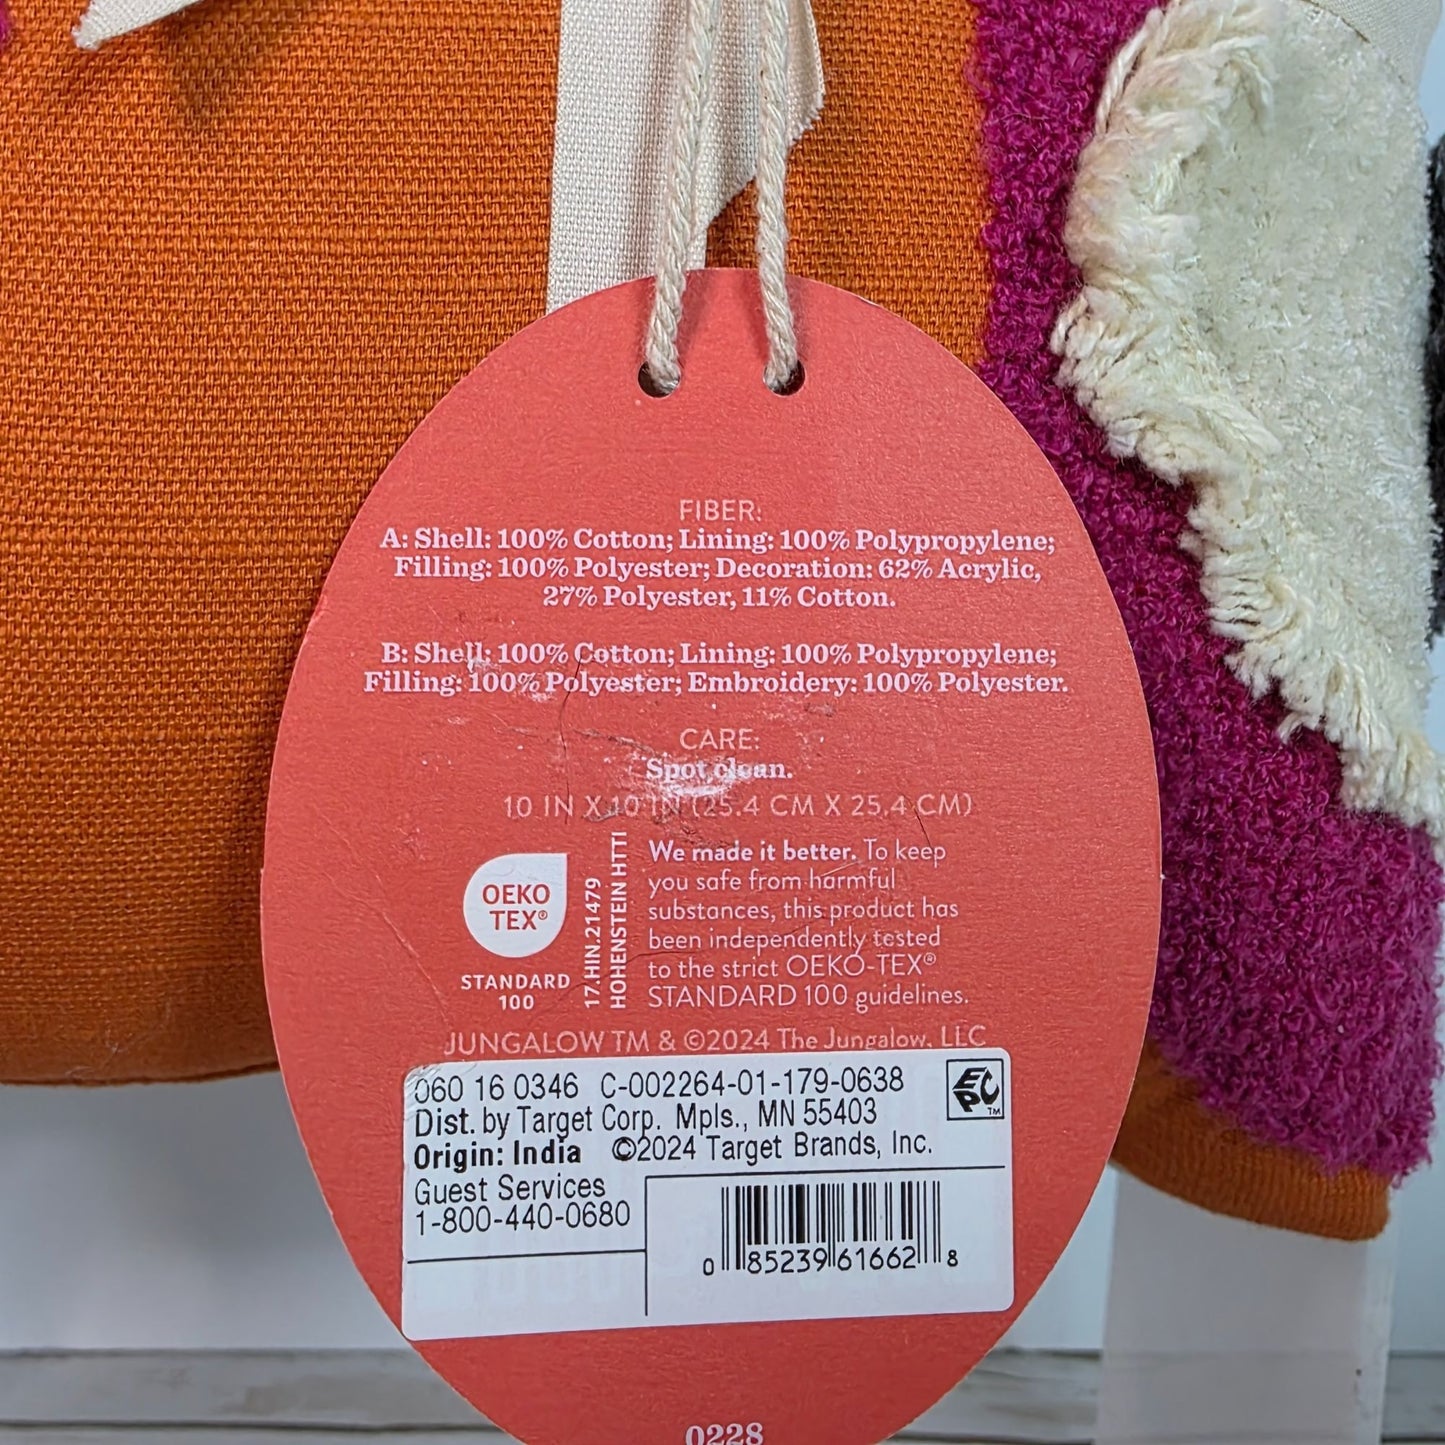 FIBER:
A: Shell: 100% Cotton; Lining: 100% Polypropylene;
Filling: 100% Polyester; Decoration: 62% Acrylic,
27% Polyester, 11% Cotton.
B: Shell: 100% Cotton; Lining: 100% Polypropylene;
Filling: 100% Polyester; Embroidery: 100% Polyester.
CARE:
Spot clean.
10 IN X 10 IN (25.4 CM X 25.4 CM)
OEKO
TEX®
STANDARD
100
17.HIN.21479
HOHENSTEIN HTTI
We made it better. To keep
you safe from harmful
substances, this product has
been independently tested
to the strict OEKO-TEX®
STANDARD 100 guidelines.
JUNGALOW TM & ©2024 The Jungalow, LLC
060 16 0346 C-002264-01-179-0638
Dist. by Target Corp. Mpls., MN 55403
Origin: India ©2024 Target Brands, Inc.
EPC TM
Guest Services
1-800-440-0680
0 85239 61662 8
0228